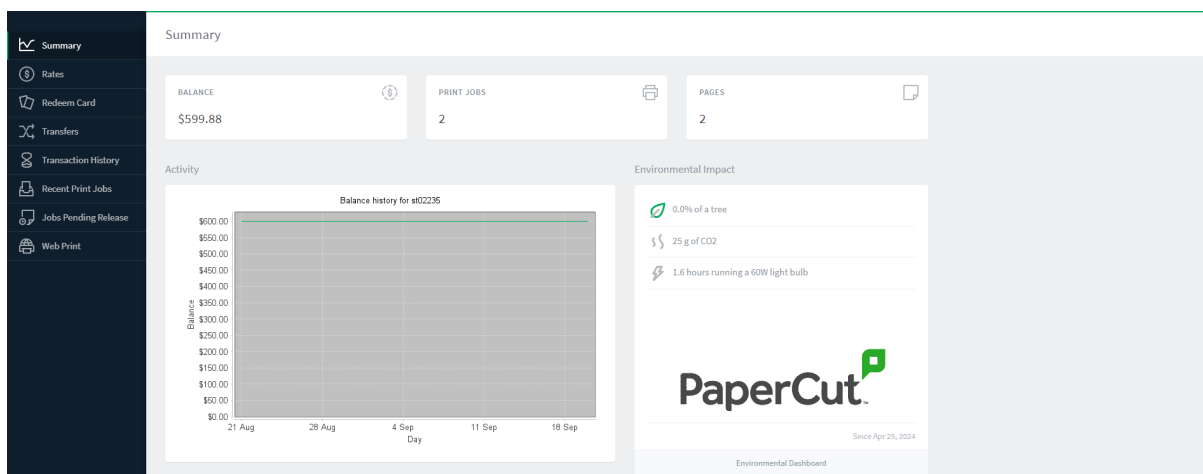 Summary
Rates
Redeem Card
Transfers
Transaction History
Recent Print Jobs
Jobs Pending Release
Web Print
Summary
BALANCE
$599.88
PRINT JOBS
2
PAGES
2
Activity
Balance history for st02235
Balance
$600.00
$550.00
$500.00
$450.00
$400.00
$350.00
$300.00
$250.00
$200.00
$150.00
$100.00
$50.00
$0.00
21 Aug 28 Aug 4 Sep 11 Sep 18 Sep
Day
Environmental Impact
0.0% of a tree
25 g of CO2
1.6 hours running a 60W light bulb
PaperCut
Since Apr 25, 2024
Environmental Dashboard